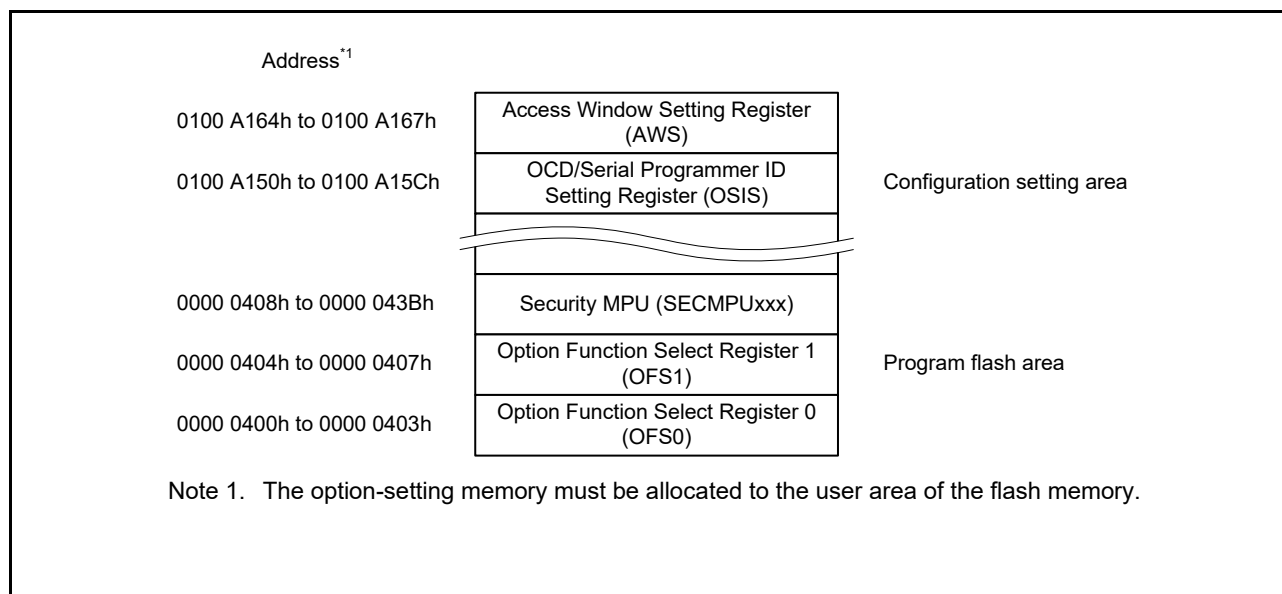 Address*1
0100 A164h to 0100 A167h
Access Window Setting Register
(AWS)
0100 A150h to 0100 A15Ch
OCD/Serial Programmer ID
Setting Register (OSIS)
Configuration setting area
0000 0408h to 0000 043Bh
Security MPU (SECMPUxxx)
0000 0404h to 0000 0407h
Option Function Select Register 1
(OFS1)
Program flash area
0000 0400h to 0000 0403h
Option Function Select Register 0
(OFS0)
Note 1. The option-setting memory must be allocated to the user area of the flash memory.